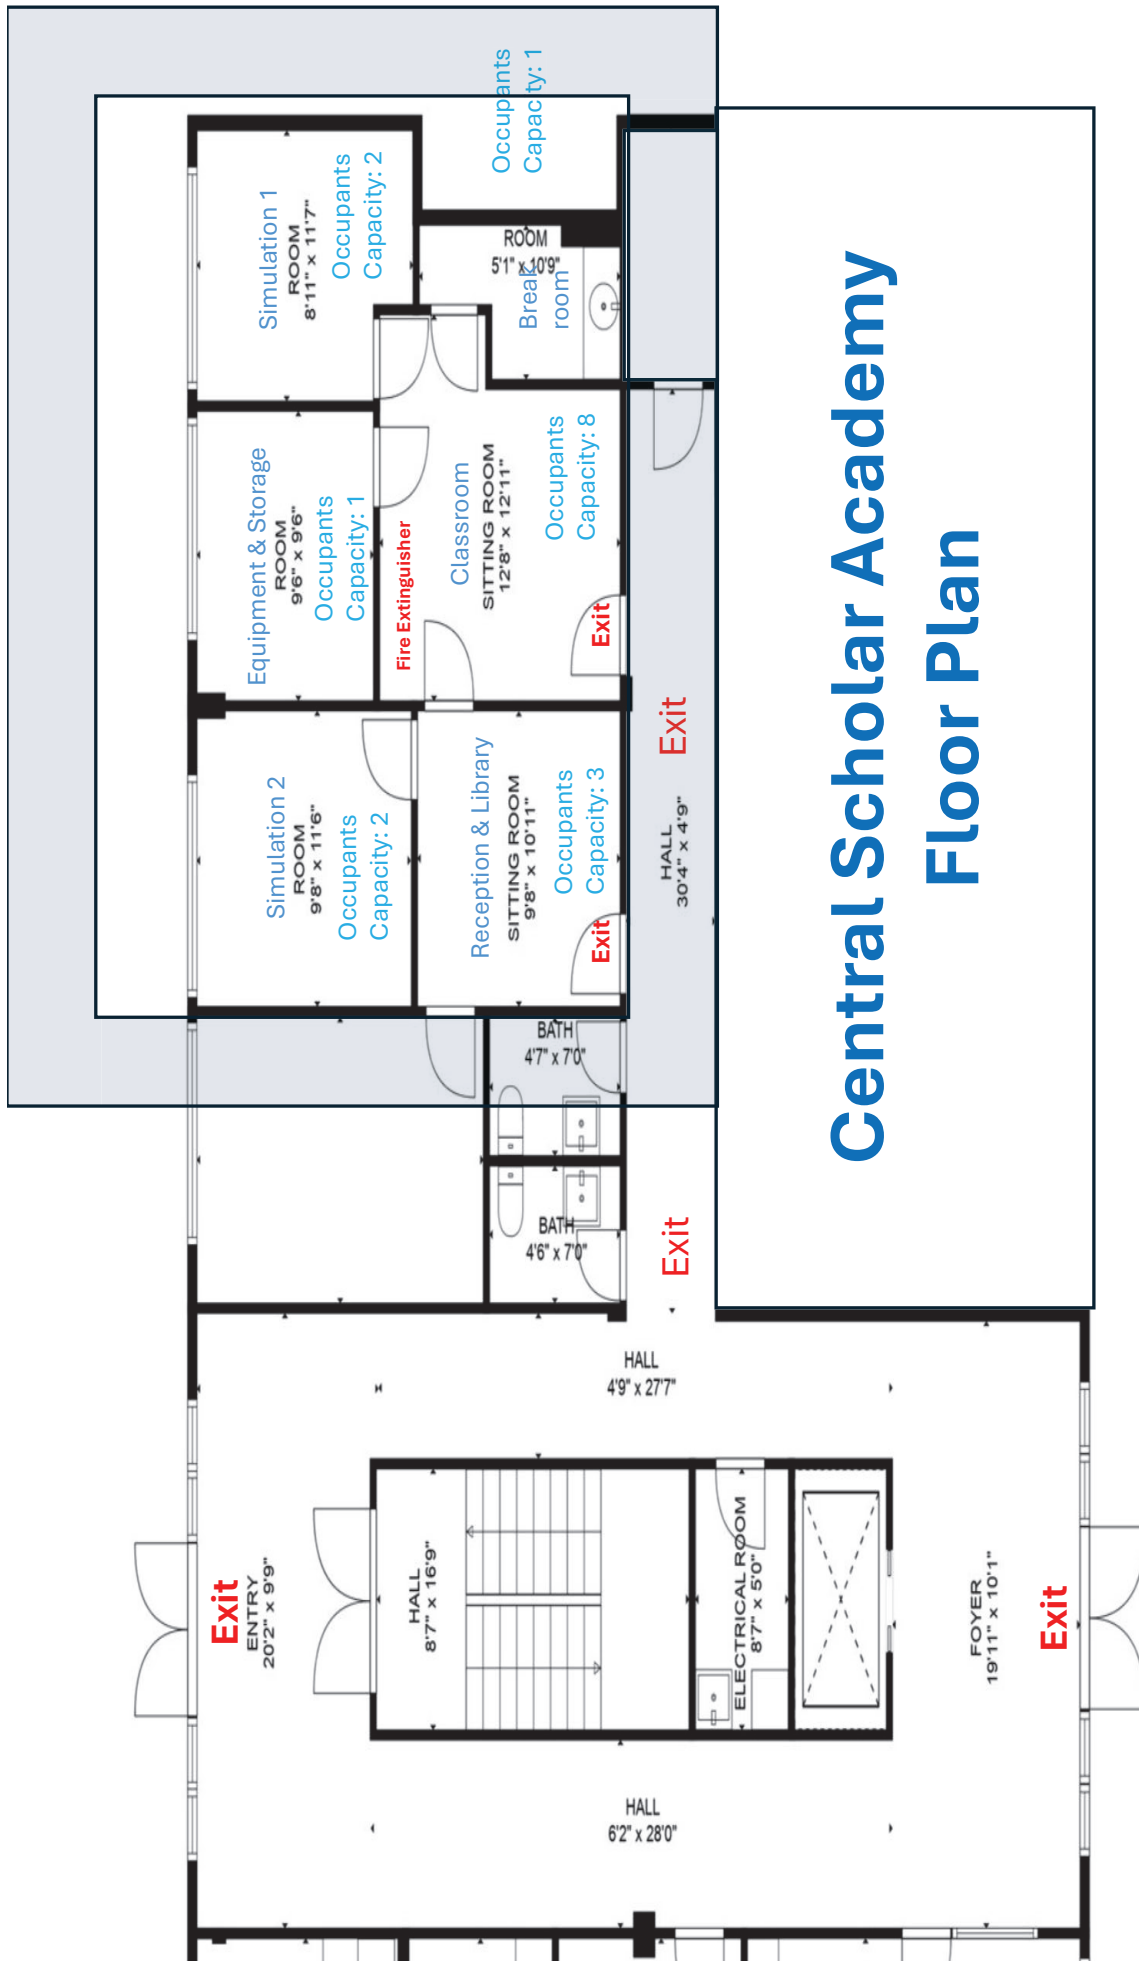 Central Scholar Academy
Floor Plan
Simulation 1
ROOM
8'11" x 11'7"
Occupants
Capacity: 2
Occupants
Capacity: 1
ROOM
5'1" x 10'9"
Break
room
Equipment & Storage
ROOM
9'6" x 9'6"
Occupants
Capacity: 1
Fire Extinguisher
Classroom
SITTING ROOM
12'8" x 12'11"
Occupants
Capacity: 8
Exit
Simulation 2
ROOM
9'8" x 11'6"
Occupants
Capacity: 2
Reception & Library
SITTING ROOM
9'8" x 10'11"
Occupants
Capacity: 3
Exit
Exit
HALL
30'4" x 4'9"
BATH
4'7" x 7'0"
BATH
4'6" x 7'0"
Exit
HALL
4'9" x 27'7"
Exit
ENTRY
20'2" x 9'9"
HALL
8'7" x 16'9"
ELECTRICAL ROOM
8'7" x 5'0"
FOYER
19'11" x 10'1"
Exit
HALL
6'2" x 28'0"